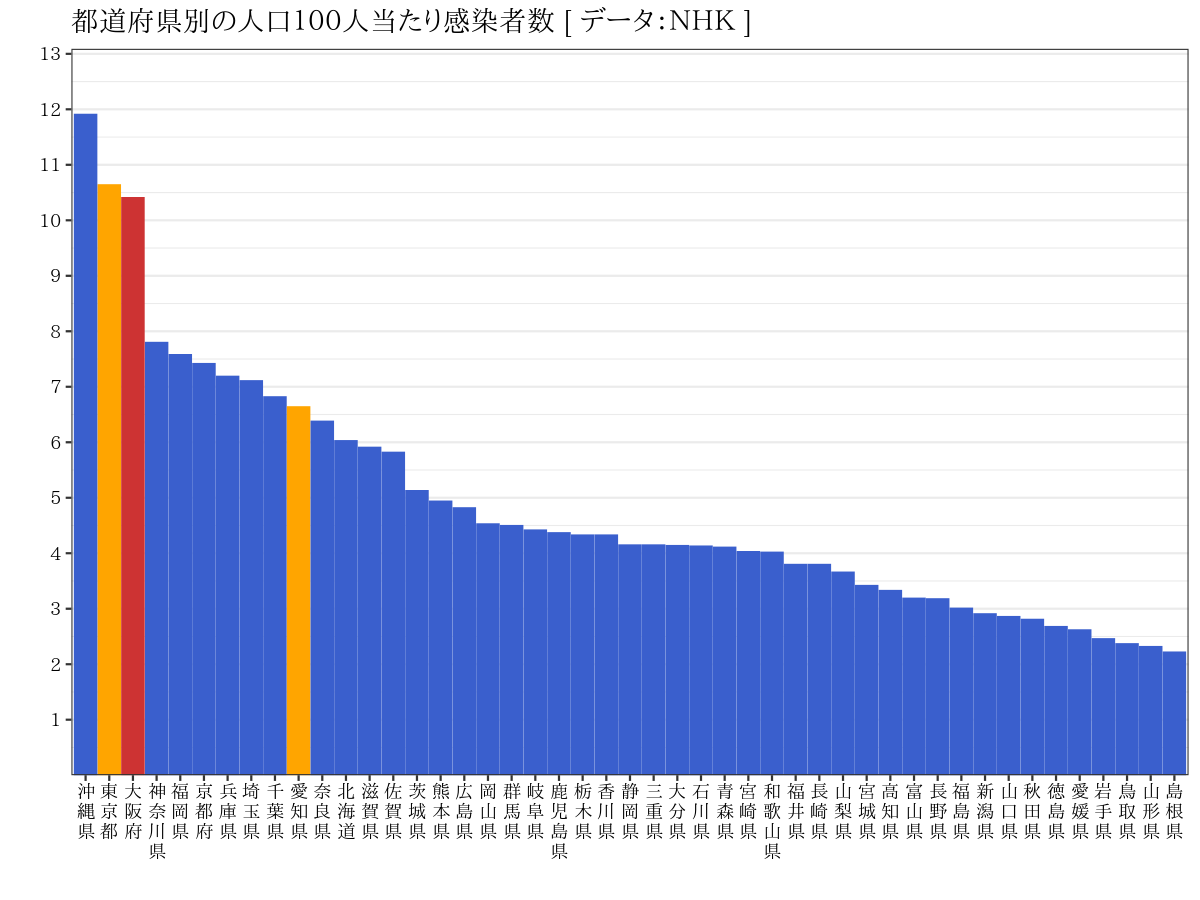 都道府県別の人口100人当たり感染者数 [ データ：NHK ]
13
12
11
10
9
8
7
6
5
4
3
2
1
沖縄県
東京都
大阪府
神奈川県
福岡県
京都府
兵庫県
埼玉県
千葉県
愛知県
奈良県
北海道
滋賀県
佐賀県
茨城県
熊本県
広島県
岡山県
群馬県
岐阜県
鹿児島県
栃木県
香川県
静岡県
三重県
大分県
石川県
青森県
宮崎県
和歌山県
福井県
長崎県
山梨県
宮城県
高知県
富山県
長野県
福島県
新潟県
山口県
秋田県
徳島県
愛媛県
岩手県
鳥取県
山形県
島根県